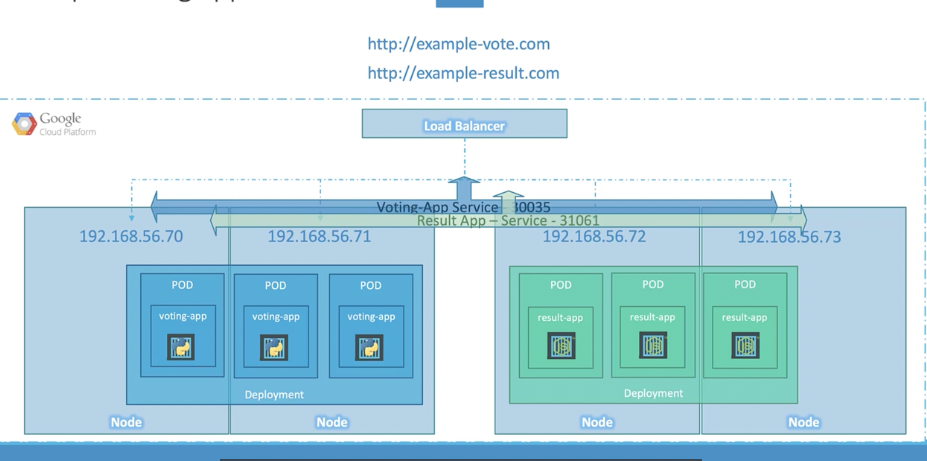 http://example-vote.com
http://example-result.com
Google
Cloud Platform
Load Balancer
Voting-App Service - 30035
Result App – Service - 31061
192.168.56.70
192.168.56.71
192.168.56.72
192.168.56.73
POD
POD
POD
POD
POD
POD
voting-app
voting-app
voting-app
result-app
result-app
result-app
Deployment
Deployment
Node
Node
Node
Node